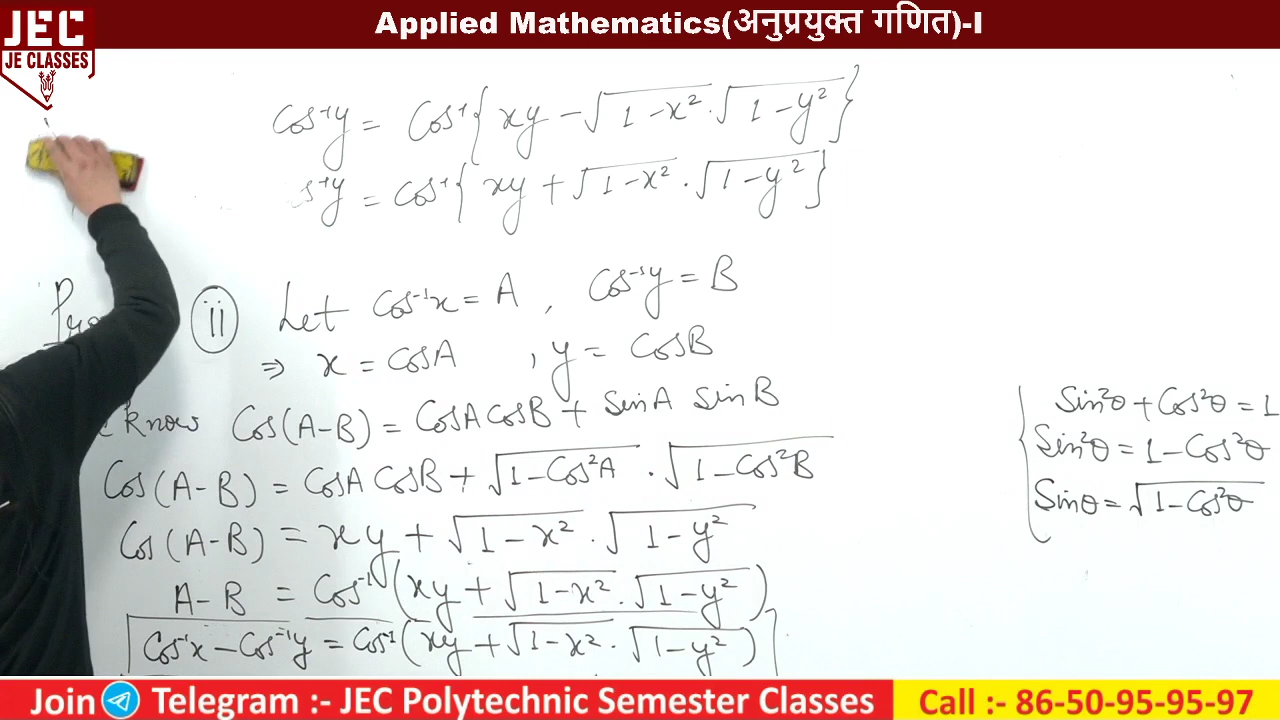 Applied Mathematics(अनुप्रयुक्त गणित)-I
JEC
JE CLASSES
Cos⁻¹y = Cos⁻¹{ xy - √1-x² . √1-y² }
s⁻¹y = Cos⁻¹{ xy + √1-x² . √1-y² }
(ii) Let Cos⁻¹x = A , Cos⁻¹y = B
⇒ x = CosA , y = CosB
know Cos(A-B) = CosA CosB + SinA SinB
Cos(A-B) = CosA CosB + √1-Cos²A . √1-Cos²B
Cos(A-B) = xy + √1-x² . √1-y²
A-B = Cos⁻¹(xy + √1-x² . √1-y²)
Cos⁻¹x - Cos⁻¹y = Cos⁻¹(xy + √1-x² . √1-y²)
Sin²θ + Cos²θ = 1
Sin²θ = 1 - Cos²θ
Sinθ = √1-Cos²θ
Join Telegram :- JEC Polytechnic Semester Classes
Call :- 86-50-95-95-97